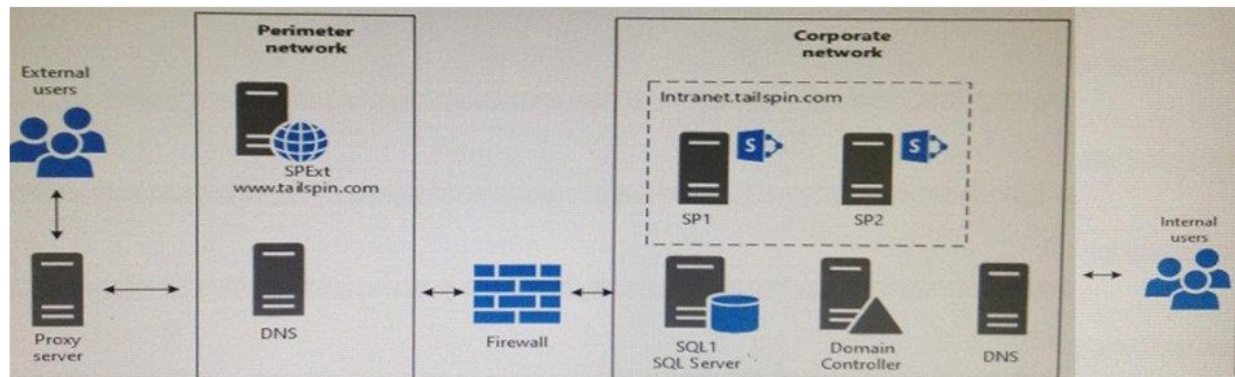 Perimeter
network
Corporate
network
External
users
Intranet.tailspin.com
S
S
SPExt
www.tailspin.com
SP1
SP2
Internal
users
Proxy
server
DNS
Firewall
SQL1
SQL Server
Domain
Controller
DNS